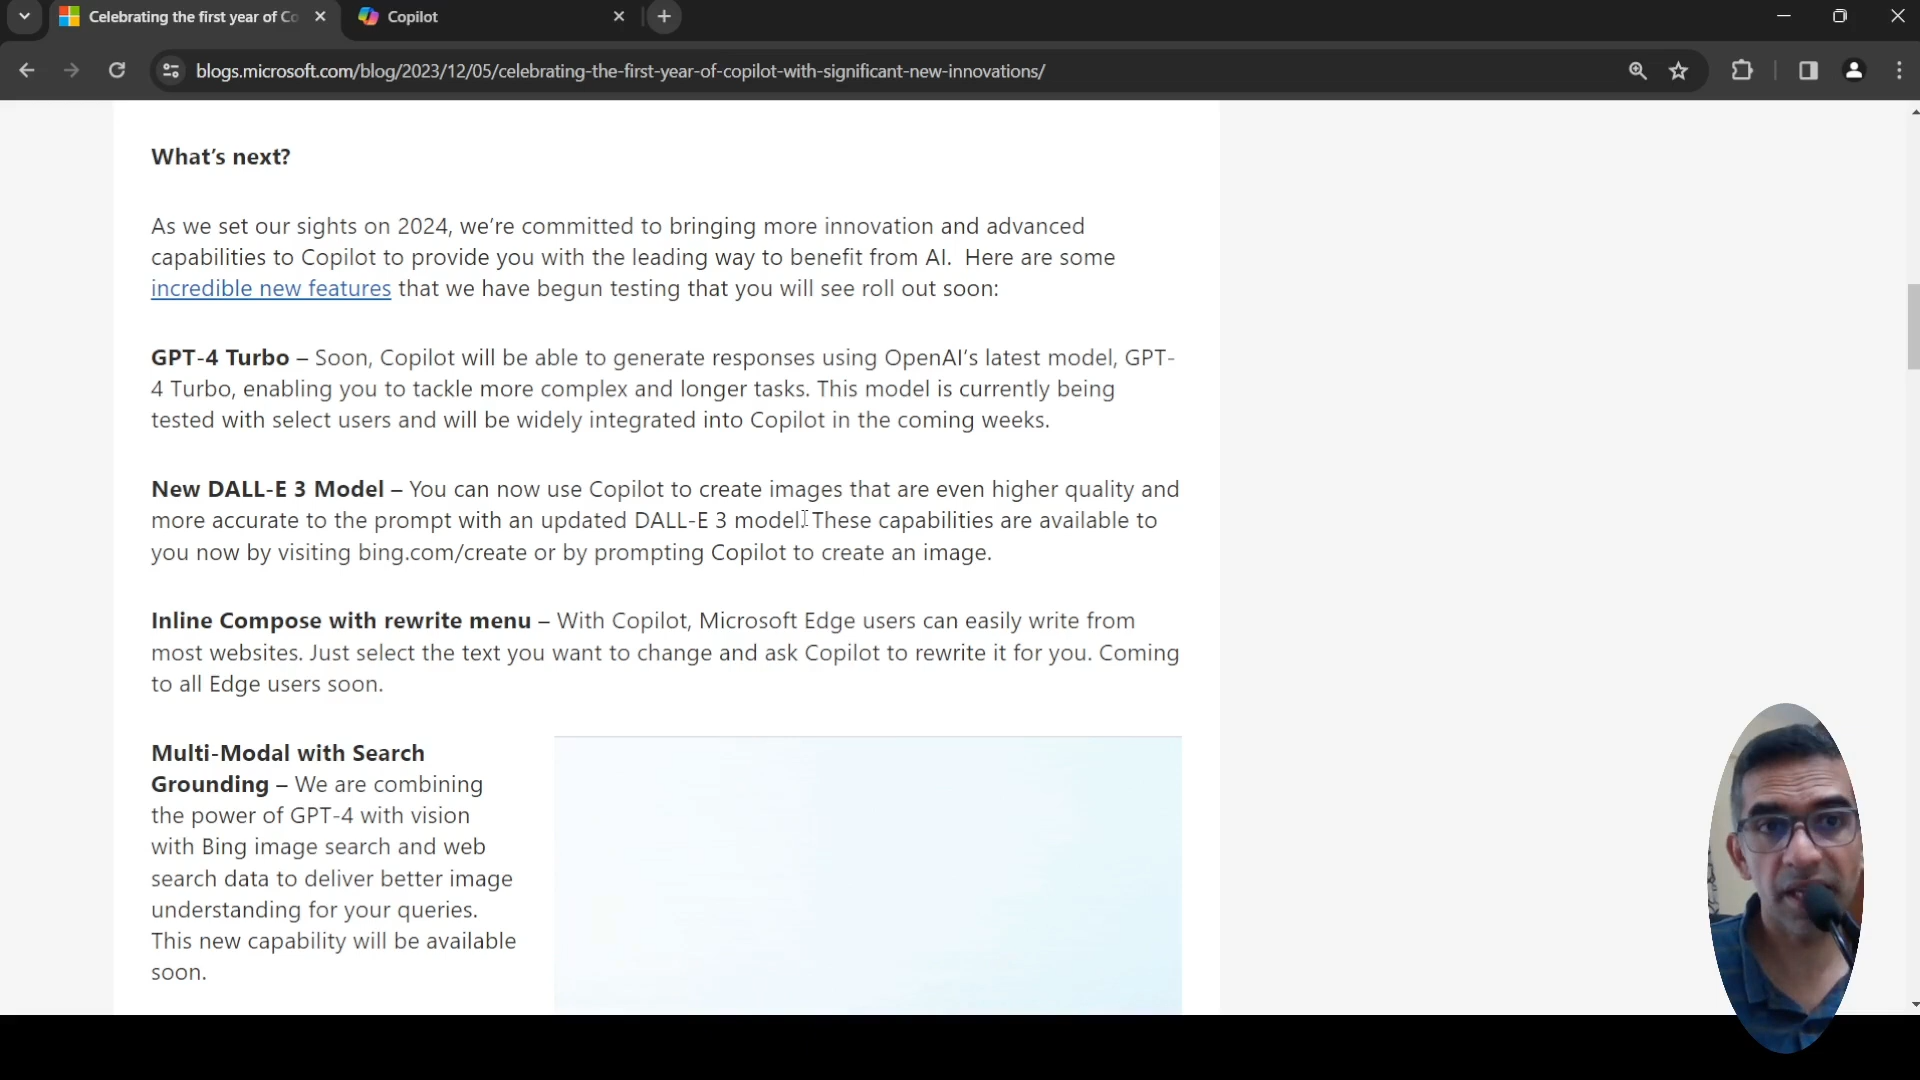 Celebrating the first year of Co
Copilot
blogs.microsoft.com/blog/2023/12/05/celebrating-the-first-year-of-copilot-with-significant-new-innovations/
What's next?
As we set our sights on 2024, we're committed to bringing more innovation and advanced
capabilities to Copilot to provide you with the leading way to benefit from AI.  Here are some
incredible new features that we have begun testing that you will see roll out soon:
GPT-4 Turbo – Soon, Copilot will be able to generate responses using OpenAI's latest model, GPT-
4 Turbo, enabling you to tackle more complex and longer tasks. This model is currently being
tested with select users and will be widely integrated into Copilot in the coming weeks.
New DALL-E 3 Model – You can now use Copilot to create images that are even higher quality and
more accurate to the prompt with an updated DALL-E 3 model. These capabilities are available to
you now by visiting bing.com/create or by prompting Copilot to create an image.
Inline Compose with rewrite menu – With Copilot, Microsoft Edge users can easily write from
most websites. Just select the text you want to change and ask Copilot to rewrite it for you. Coming
to all Edge users soon.
Multi-Modal with Search
Grounding – We are combining
the power of GPT-4 with vision
with Bing image search and web
search data to deliver better image
understanding for your queries.
This new capability will be available
soon.